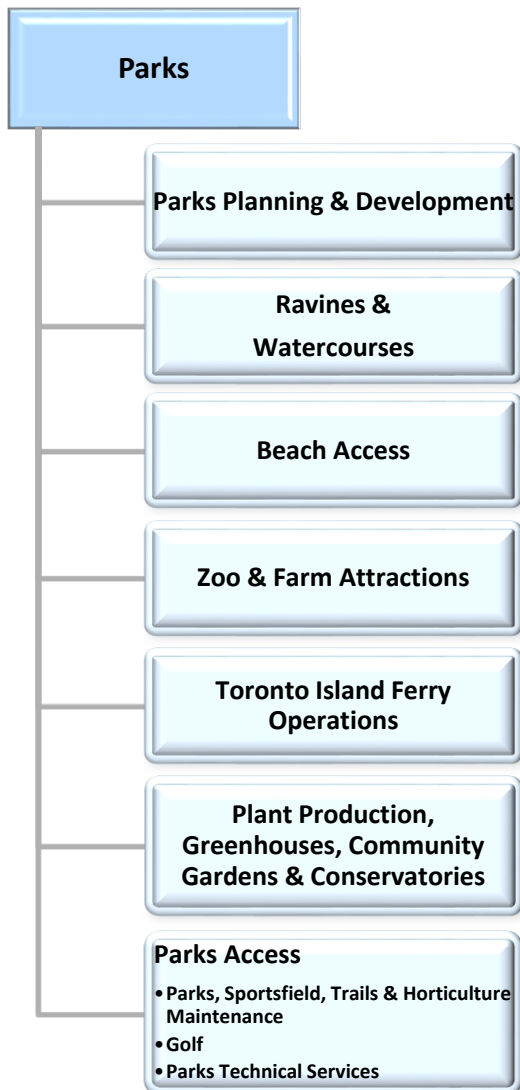 Parks
Parks Planning & Development
Ravines &
Watercourses
Beach Access
Zoo & Farm Attractions
Toronto Island Ferry
Operations
Plant Production,
Greenhouses, Community
Gardens & Conservatories
Parks Access
•Parks, Sportsfield, Trails & Horticulture
Maintenance
•Golf
•Parks Technical Services